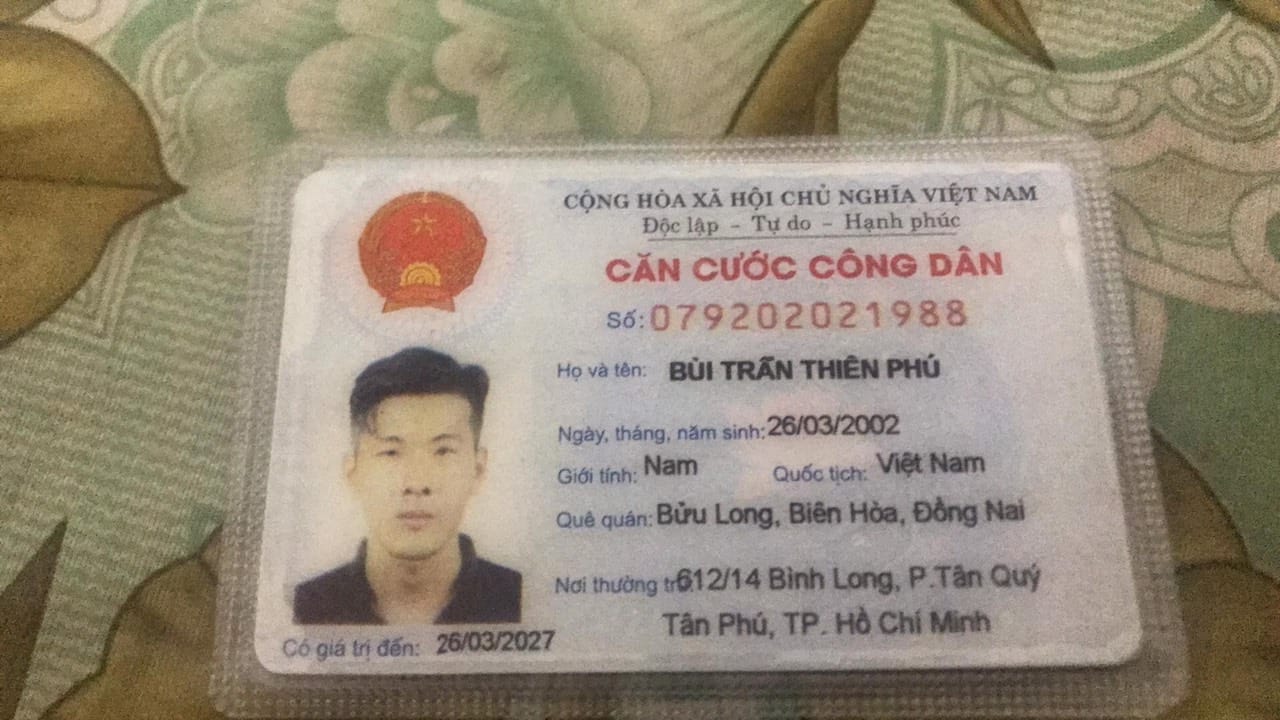 CỘNG HÒA XÃ HỘI CHỦ NGHĨA VIỆT NAM
Độc lập – Tự do – Hạnh phúc
CĂN CƯỚC CÔNG DÂN
Số: 079202021988
Họ và tên: BÙI TRẦN THIÊN PHÚ
Ngày, tháng, năm sinh: 26/03/2002
Giới tính: Nam Quốc tịch: Việt Nam
Quê quán: Bửu Long, Biên Hòa, Đồng Nai
Nơi thường trú: 612/14 Bình Long, P.Tân Quý
Tân Phú, TP. Hồ Chí Minh
Có giá trị đến: 26/03/2027